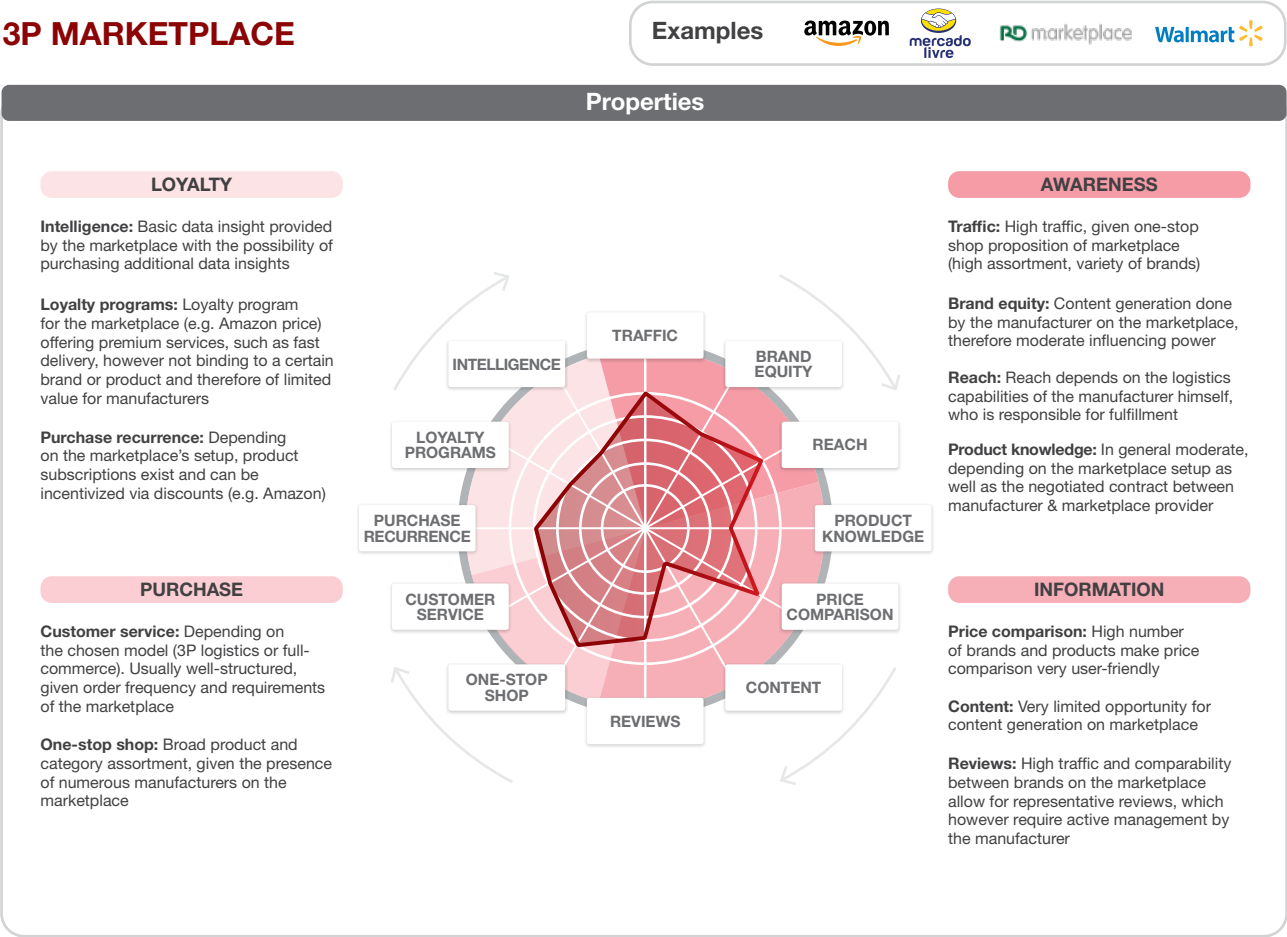 3P MARKETPLACE
Examples
amazon
mercado
livre
RD marketplace
Walmart
Properties
LOYALTY
Intelligence: Basic data insight provided
by the marketplace with the possibility of
purchasing additional data insights
Loyalty programs: Loyalty program
for the marketplace (e.g. Amazon price)
offering premium services, such as fast
delivery, however not binding to a certain
brand or product and therefore of limited
value for manufacturers
Purchase recurrence: Depending
on the marketplace's setup, product
subscriptions exist and can be
incentivized via discounts (e.g. Amazon)
PURCHASE
Customer service: Depending on
the chosen model (3P logistics or full-
commerce). Usually well-structured,
given order frequency and requirements
of the marketplace
One-stop shop: Broad product and
category assortment, given the presence
of numerous manufacturers on the
marketplace
TRAFFIC
BRAND
EQUITY
REACH
PRODUCT
KNOWLEDGE
PRICE
COMPARISON
CONTENT
REVIEWS
ONE-STOP
SHOP
CUSTOMER
SERVICE
PURCHASE
RECURRENCE
LOYALTY
PROGRAMS
INTELLIGENCE
AWARENESS
Traffic: High traffic, given one-stop
shop proposition of marketplace
(high assortment, variety of brands)
Brand equity: Content generation done
by the manufacturer on the marketplace,
therefore moderate influencing power
Reach: Reach depends on the logistics
capabilities of the manufacturer himself,
who is responsible for fulfillment
Product knowledge: In general moderate,
depending on the marketplace setup as
well as the negotiated contract between
manufacturer & marketplace provider
INFORMATION
Price comparison: High number
of brands and products make price
comparison very user-friendly
Content: Very limited opportunity for
content generation on marketplace
Reviews: High traffic and comparability
between brands on the marketplace
allow for representative reviews, which
however require active management by
the manufacturer